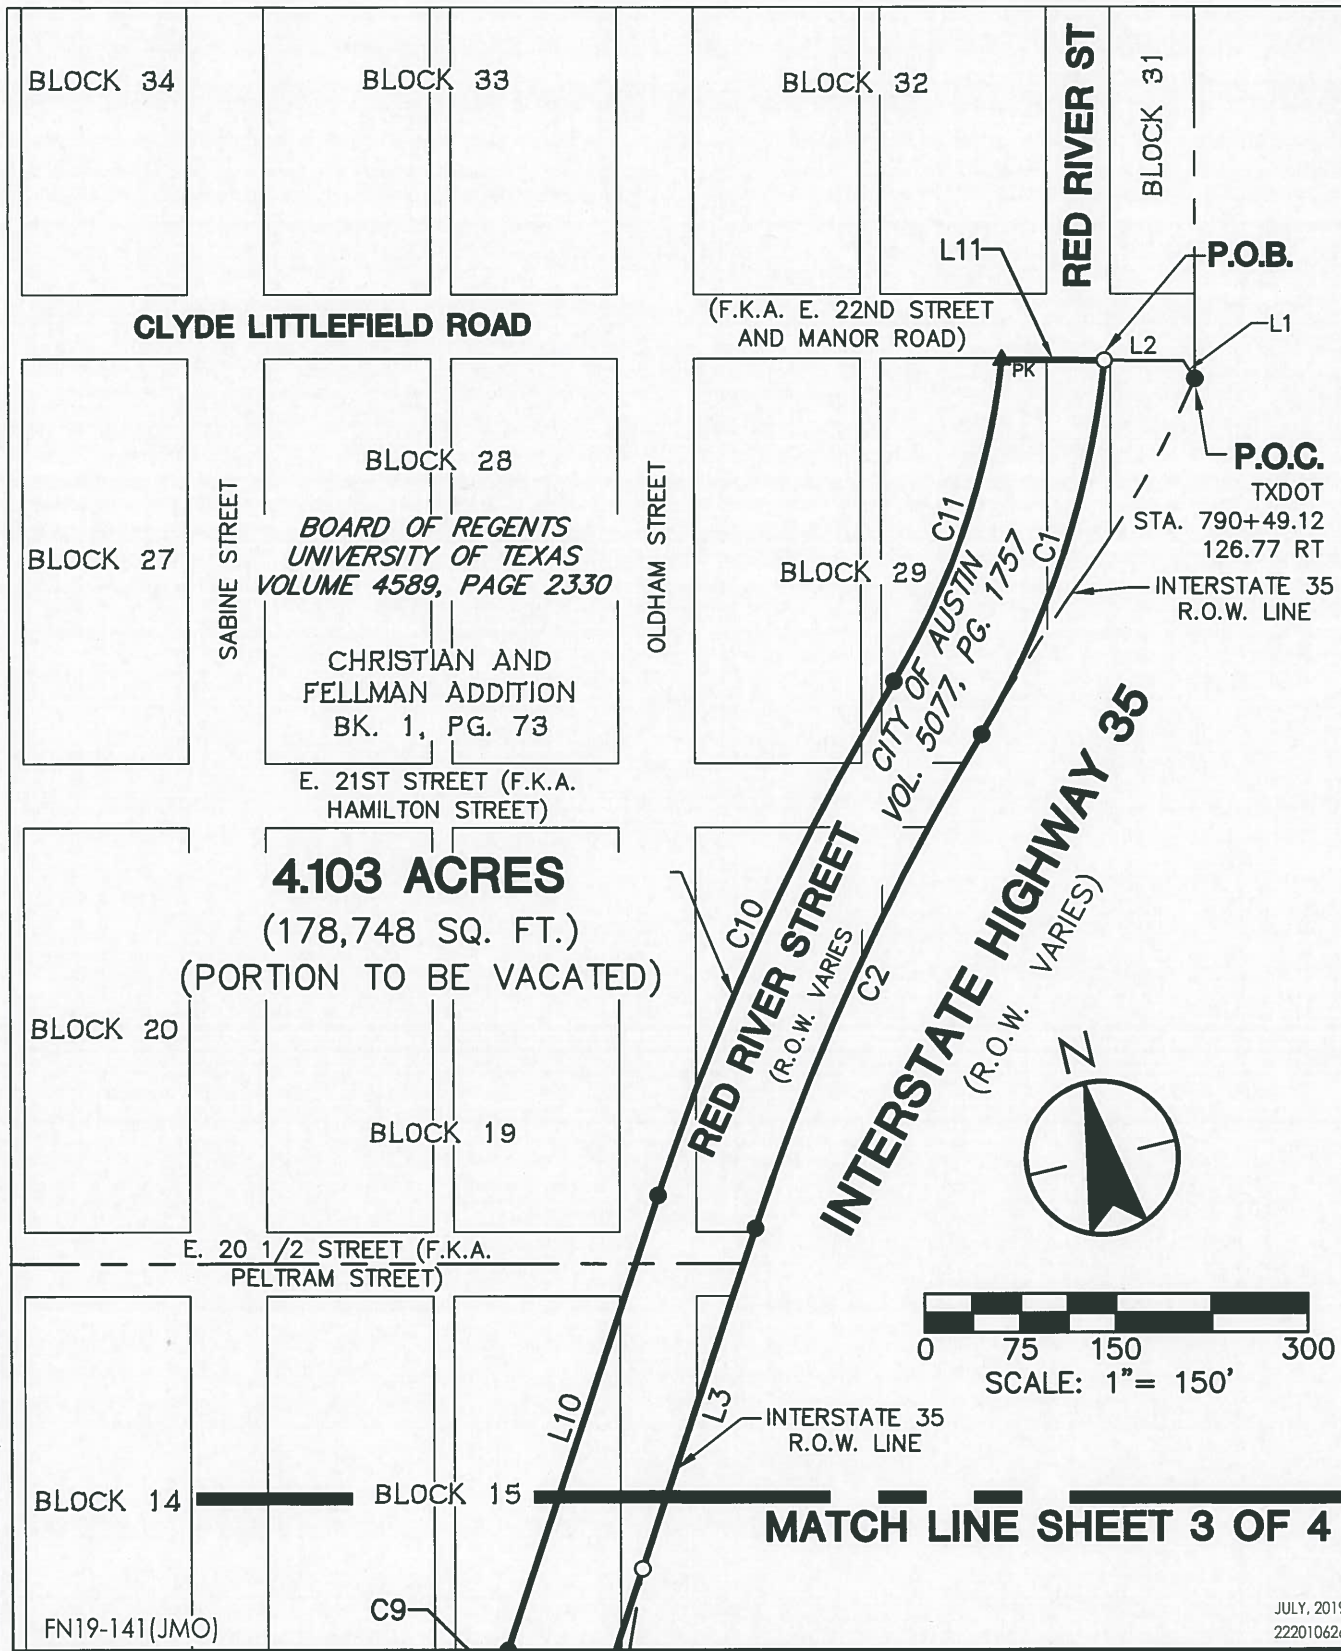 BLOCK 34
BLOCK 33
BLOCK 32
RED RIVER ST
BLOCK 31
L11
P.O.B.
CLYDE LITTLEFIELD ROAD
(F.K.A. E. 22ND STREET
AND MANOR ROAD)
L1
L2
PK
P.O.C.
TXDOT
STA. 790+49.12
126.77 RT
INTERSTATE 35
R.O.W. LINE
BLOCK 27
SABINE STREET
BLOCK 28
BOARD OF REGENTS
UNIVERSITY OF TEXAS
VOLUME 4589, PAGE 2330
CHRISTIAN AND
FELLMAN ADDITION
BK. 1, PG. 73
OLDHAM STREET
BLOCK 29
C11
C1
CITY OF AUSTIN
VOL. 5077, PG. 1757
E. 21ST STREET (F.K.A.
HAMILTON STREET)
4.103 ACRES
(178,748 SQ. FT.)
(PORTION TO BE VACATED)
C10
RED RIVER STREET
(R.O.W. VARIES
C2
INTERSTATE HIGHWAY 35
(R.O.W. VARIES)
N
BLOCK 20
BLOCK 19
E. 20 1/2 STREET (F.K.A.
PELTRAM STREET)
0 75 150 300
SCALE: 1"= 150'
L10
L3
INTERSTATE 35
R.O.W. LINE
BLOCK 14
BLOCK 15
MATCH LINE SHEET 3 OF 4
C9
FN19-141(JMO)
JULY, 2019